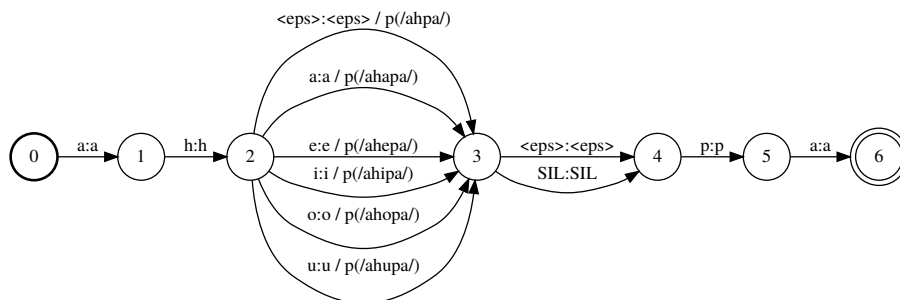 <eps>:<eps> / p(/ahpa/)
a:a / p(/ahapa/)
0 a:a 1 h:h 2 e:e / p(/ahepa/) 3 <eps>:<eps> 4 p:p 5 a:a 6
i:i / p(/ahipa/) SIL:SIL
o:o / p(/ahopa/)
u:u / p(/ahupa/)